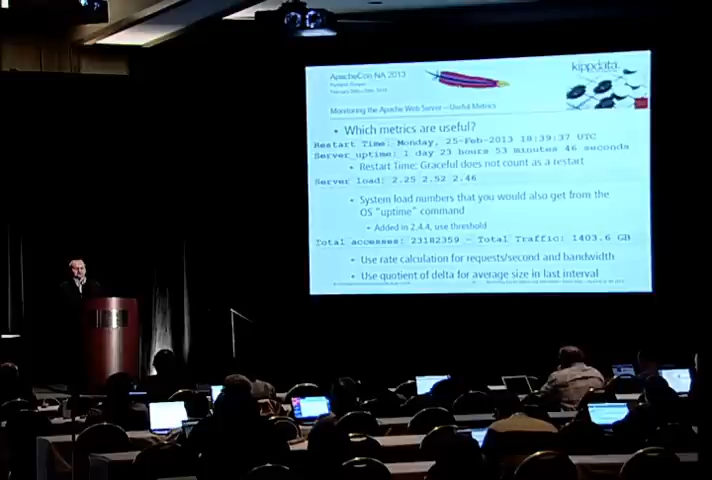 ApacheCon NA 2013
kippdata
Monitoring the Apache Web Server – Useful Metrics
• Which metrics are useful?
Restart Time: Monday, 25-Feb-2013 18:39:37 UTC
Server uptime: 1 day 23 hours 53 minutes 46 seconds
• Restart Time: Graceful does not count as a restart
Server load: 2.25 2.52 2.46
• System load numbers that you would also get from the
OS "uptime" command
• Added in 2.4.4, use threshold
Total accesses: 23182359 - Total Traffic: 1403.6 GB
• Use rate calculation for requests/second and bandwidth
• Use quotient of delta for average size in last interval